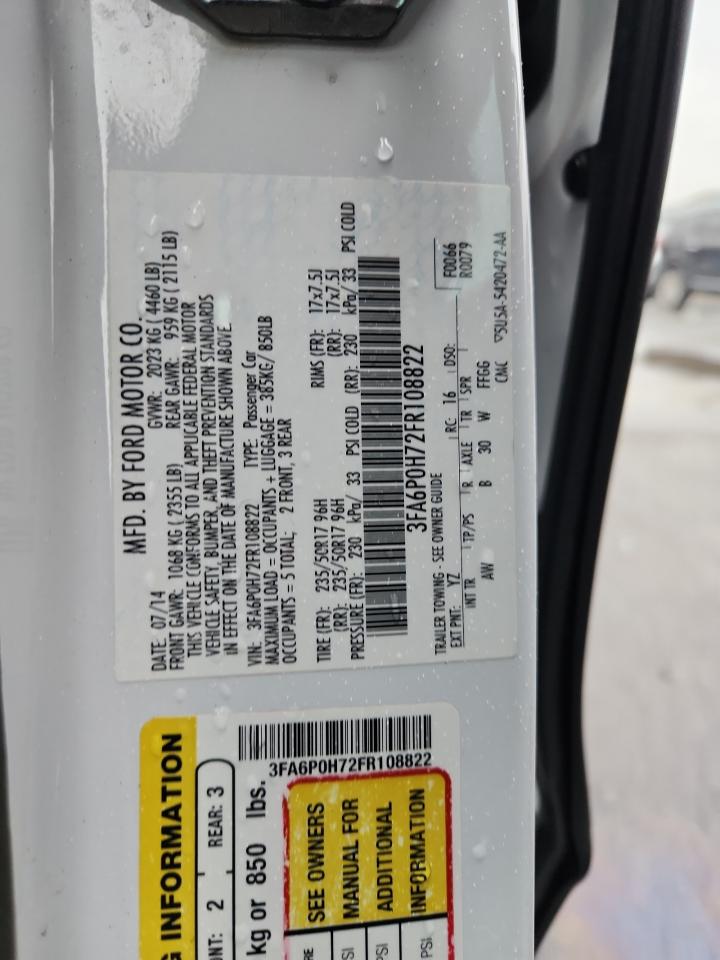 MFD. BY FORD MOTOR CO.
DATE: 07/14 GVWR: 2023 KG ( 4460 LB)
FRONT GAWR: 1068 KG ( 2355 LB) REAR GAWR: 959 KG ( 2115 LB)
THIS VEHICLE CONFORMS TO ALL APPLICABLE FEDERAL MOTOR
VEHICLE SAFETY, BUMPER, AND THEFT PREVENTION STANDARDS
IN EFFECT ON THE DATE OF MANUFACTURE SHOWN ABOVE.
VIN: 3FA6P0H72FR108822 TYPE: Passenger Car
MAXIMUM LOAD = OCCUPANTS + LUGGAGE = 385KG/ 850LB
OCCUPANTS = 5 TOTAL; 2 FRONT, 3 REAR
TIRE (FR): 235/50R17 96H RIMS (FR): 17x7.5J
(RR): 235/50R17 96H (RR): 17x7.5J
PRESSURE (FR): 230 kPa/ 33 PSI COLD (RR): 230 kPa/ 33 PSI COLD
3FA6P0H72FR108822
TRAILER TOWING - SEE OWNER GUIDE F0066
EXT PNT: YZ RC: 16 DSO: R0079
INT TR TP/PS R AXLE TR SPR
AW B 30 W FFGG
CMC 5U5A-5420472-AA
G INFORMATION
ONT: 2 REAR: 3
kg or 850 lbs.
3FA6P0H72FR108822
SEE OWNERS
MANUAL FOR
ADDITIONAL
INFORMATION
RE
PSI
PSI
PSI